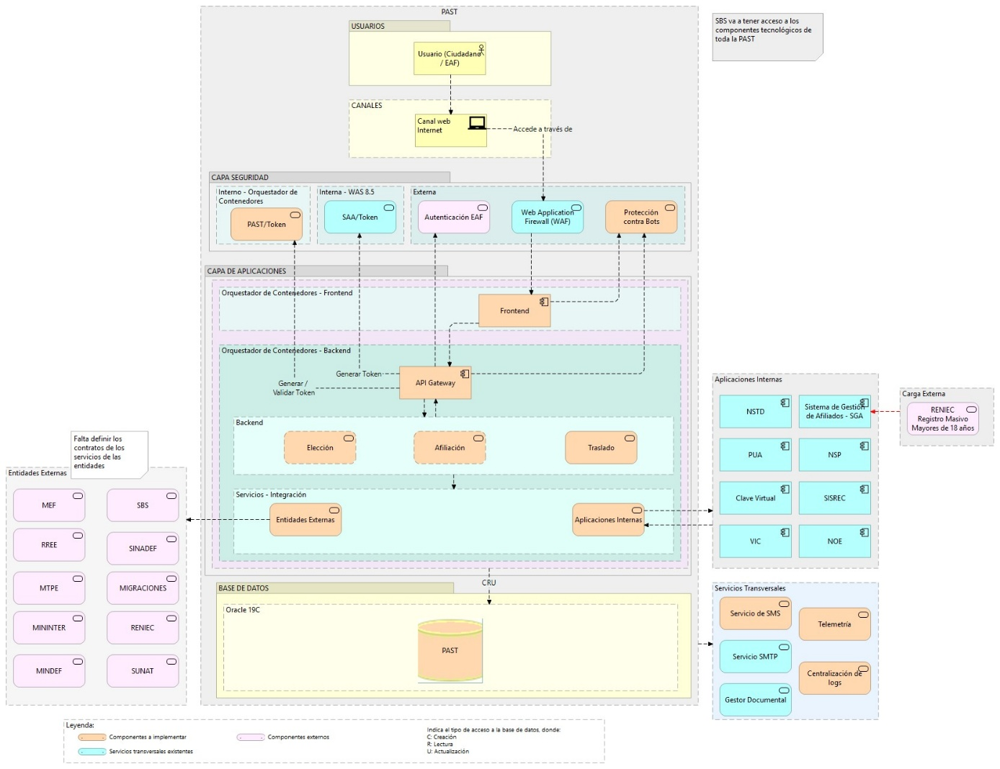 PAST
SBS va a tener acceso a los
componentes tecnológicos de
toda la PAST
USUARIOS
Usuario (Ciudadano
/ EAF)
CANALES
Canal web
Internet
Accede a través de
CAPA SEGURIDAD
Interno - Orquestador de
Contenedores
PAST/Token
Interna - WAS 8.5
SAA/Token
Externa
Autenticación EAF
Web Application
Firewall (WAF)
Protección
contra Bots
CAPA DE APLICACIONES
Orquestador de Contenedores - Frontend
Frontend
Orquestador de Contenedores - Backend
Generar Token
Generar /
Validar Token
API Gateway
Backend
Elección
Afiliación
Traslado
Servicios - Integración
Entidades Externas
Aplicaciones Internas
CRU
BASE DE DATOS
Oracle 19C
PAST
Falta definir los
contratos de los
servicios de las
entidades
Entidades Externas
MEF
SBS
RREE
SINADEF
MTPE
MIGRACIONES
MININTER
RENIEC
MINDEF
SUNAT
Aplicaciones Internas
NSTD
Sistema de Gestión
de Afiliados - SGA
PUA
NSP
Clave Virtual
SISREC
VIC
NOE
Carga Externa
RENIEC
Registro Masivo
Mayores de 18 años
Servicios Transversales
Servicio de SMS
Telemetría
Servicio SMTP
Centralización de
logs
Gestor Documental
Leyenda:
Componentes a implementar
Servicios transversales existentes
Componentes externos
Indica el tipo de acceso a la base de datos, donde:
C: Creación
R: Lectura
U: Actualización